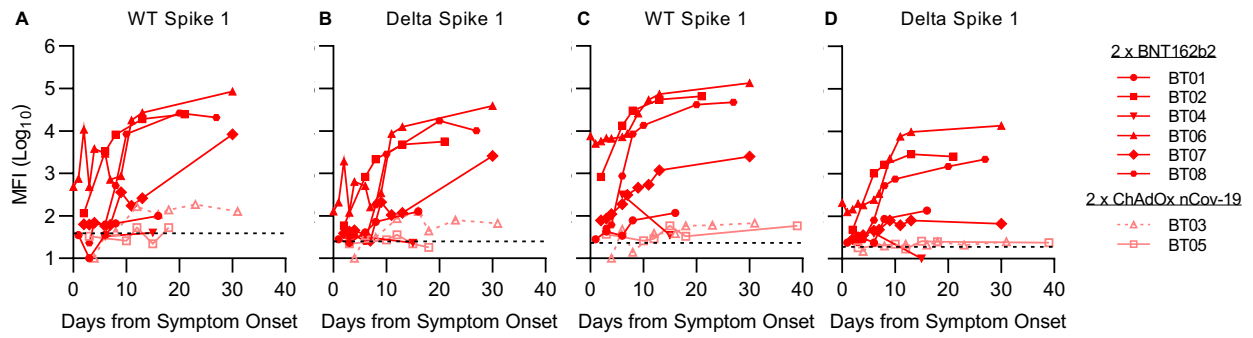 A
WT Spike 1
B
Delta Spike 1
C
WT Spike 1
D
Delta Spike 1
MFI (Log10)
6
5
4
3
2
1
0 10 20 30 40
0 10 20 30 40
0 10 20 30 40
0 10 20 30 40
Days from Symptom Onset
Days from Symptom Onset
Days from Symptom Onset
Days from Symptom Onset
2 x BNT162b2
BT01
BT02
BT04
BT06
BT07
BT08
2 x ChAdOx nCov-19
BT03
BT05